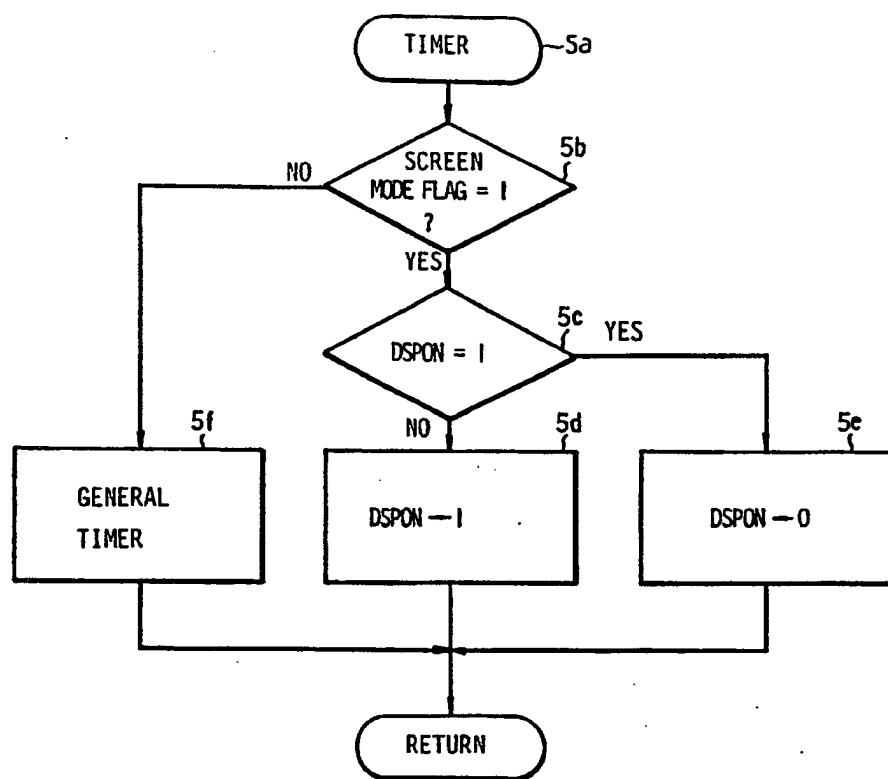 TIMER
5a
SCREEN
MODE FLAG = 1
?
5b
NO
YES
DSPON = 1
5c
YES
NO
5f
GENERAL
TIMER
5d
DSPON — 1
5e
DSPON — 0
RETURN